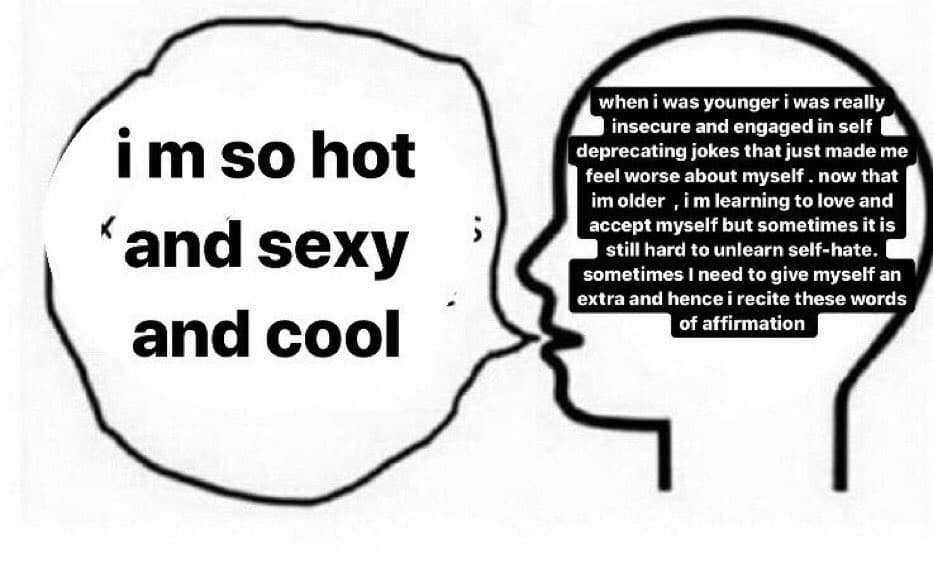 i m so hot
and sexy
and cool
when i was younger i was really
insecure and engaged in self
deprecating jokes that just made me
feel worse about myself . now that
im older , i m learning to love and
accept myself but sometimes it is
still hard to unlearn self-hate.
sometimes I need to give myself an
extra and hence i recite these words
of affirmation